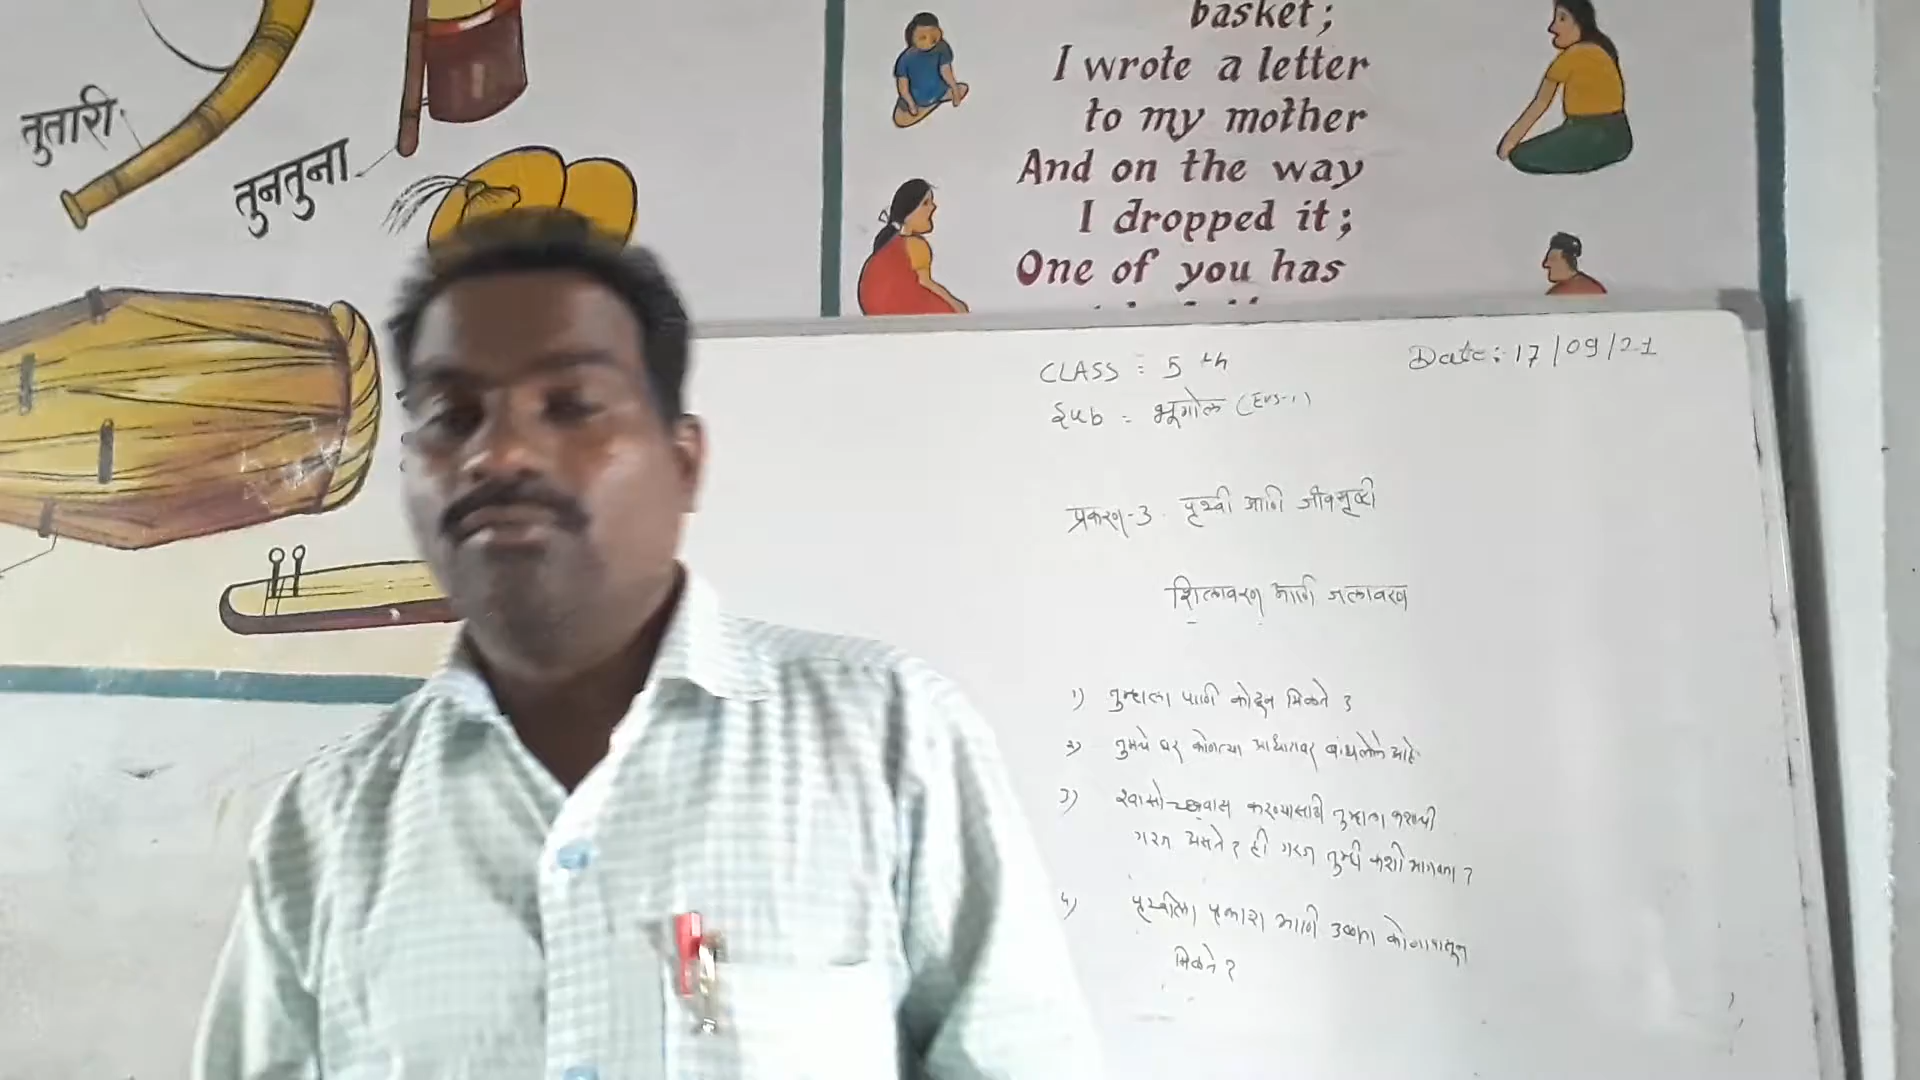 तुतारी
तुनतुना
basket;
I wrote a letter
to my mother
And on the way
I dropped it;
One of you has
CLASS : 5 th
Date: 17/09/21
Sub : भूगोल (EVS-1)
प्रकरण-3. पृथ्वी आणि जीवसृष्टी
शिलावरण आणि जलावरण
1) तुम्हाला पाणी कोठून मिळते ?
2) तुमचे घर कोणत्या आधारावर बांधलेले आहे.
3) श्वासोच्छ्वास करण्यासाठी तुम्हाला कशाची
गरज असते ? ही गरज तुम्ही कशी भागवता ?
4) पृथ्वीला प्रकाश आणि उष्णता कोणापासून
मिळते ?